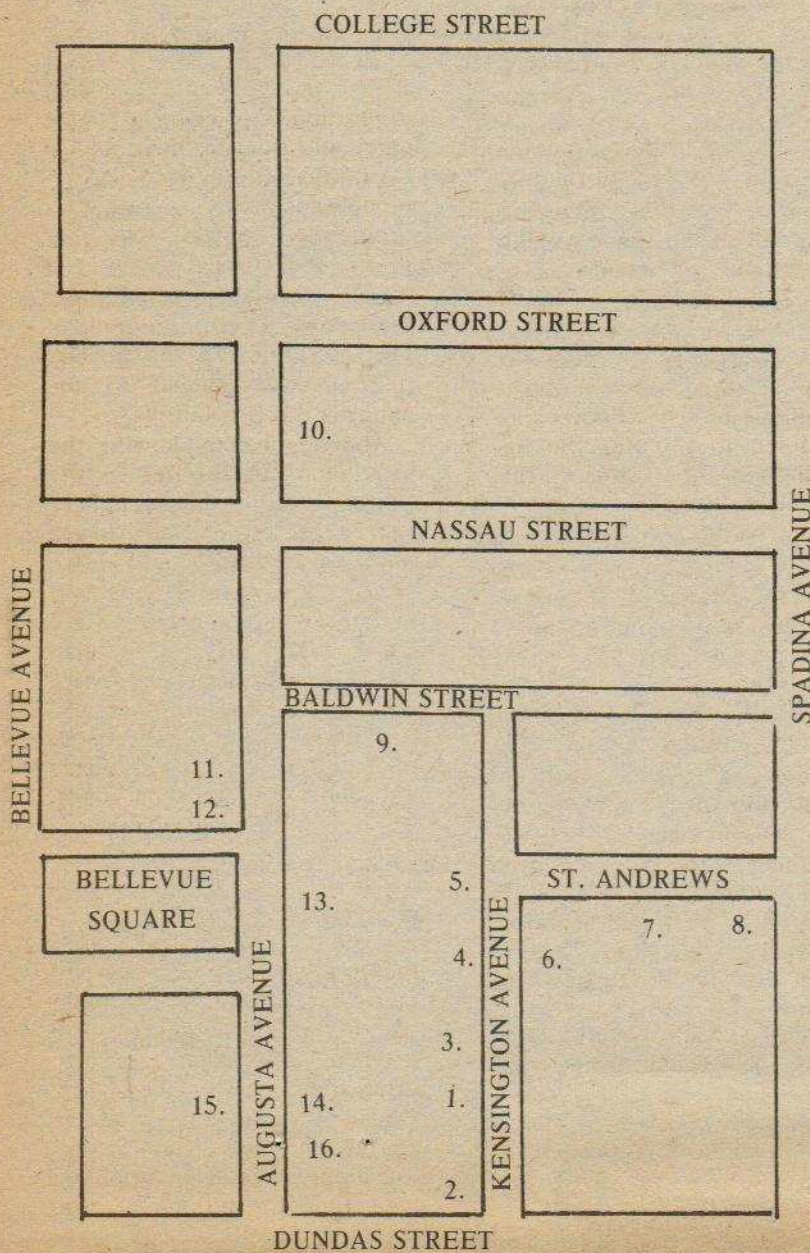 COLLEGE STREET
OXFORD STREET
10.
NASSAU STREET
SPADINA AVENUE
BELLEVUE AVENUE
BALDWIN STREET
9.
11.
12.
BELLEVUE
SQUARE
13.
5.
ST. ANDREWS
7.
8.
4.
6.
AUGUSTA AVENUE
KENSINGTON AVENUE
3.
15.
14.
1.
16.
2.
DUNDAS STREET